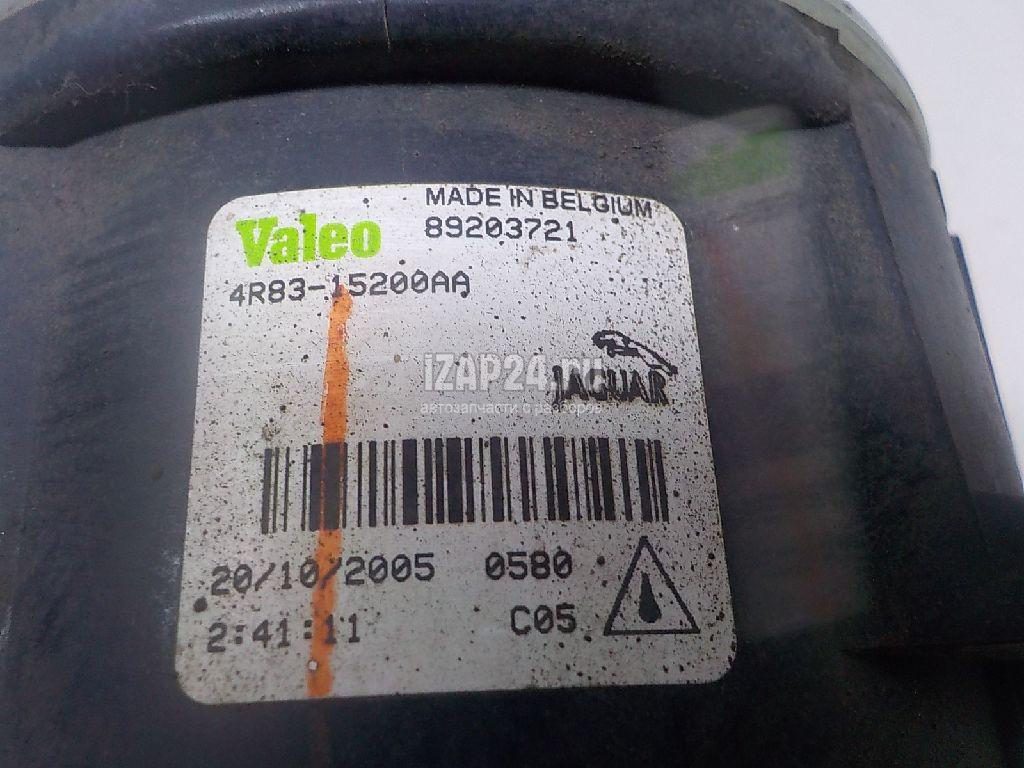 MADE IN BELGIUM
Valeo 89203721
4R83-15200AA
iZAP24.ru
JAGUAR
автозапчасти с разборов
20/10/2005 0580
2:41:11 C05